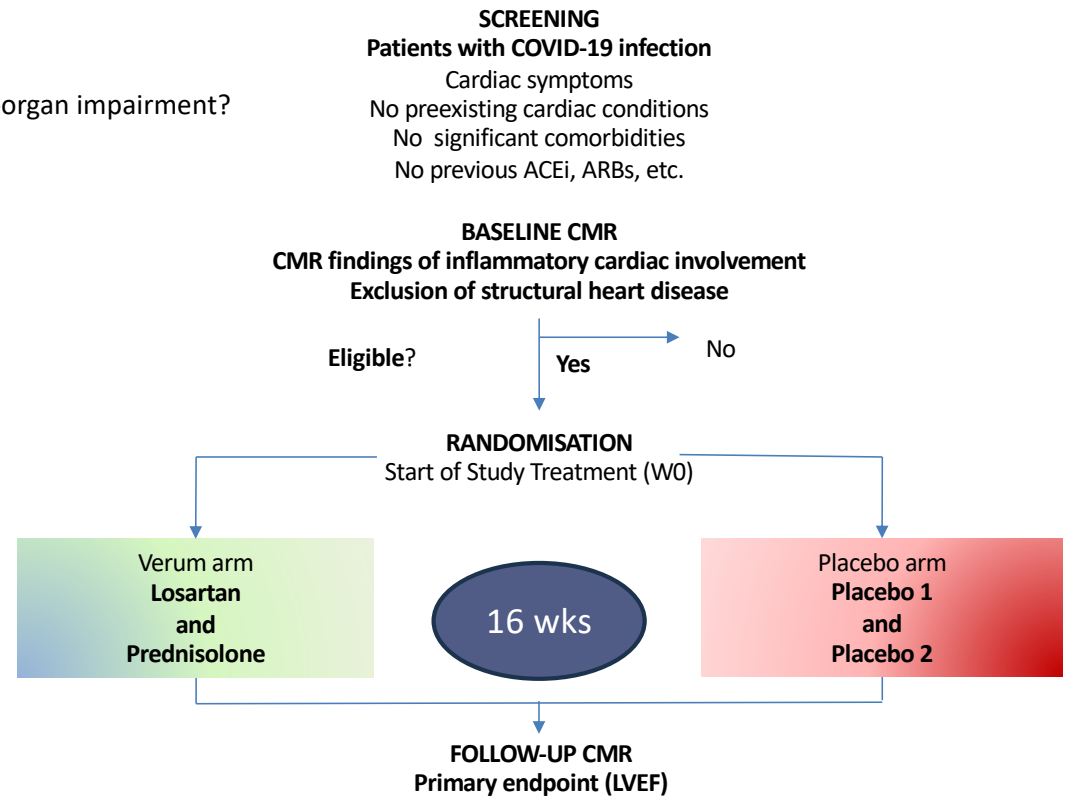 SCREENING
Patients with COVID-19 infection
Cardiac symptoms
organ impairment?
No preexisting cardiac conditions
No significant comorbidities
No previous ACEi, ARBs, etc.
BASELINE CMR
CMR findings of inflammatory cardiac involvement
Exclusion of structural heart disease
Eligible?
Yes
No
RANDOMISATION
Start of Study Treatment (W0)
Verum arm
Losartan
and
Prednisolone
16 wks
Placebo arm
Placebo 1
and
Placebo 2
FOLLOW-UP CMR
Primary endpoint (LVEF)